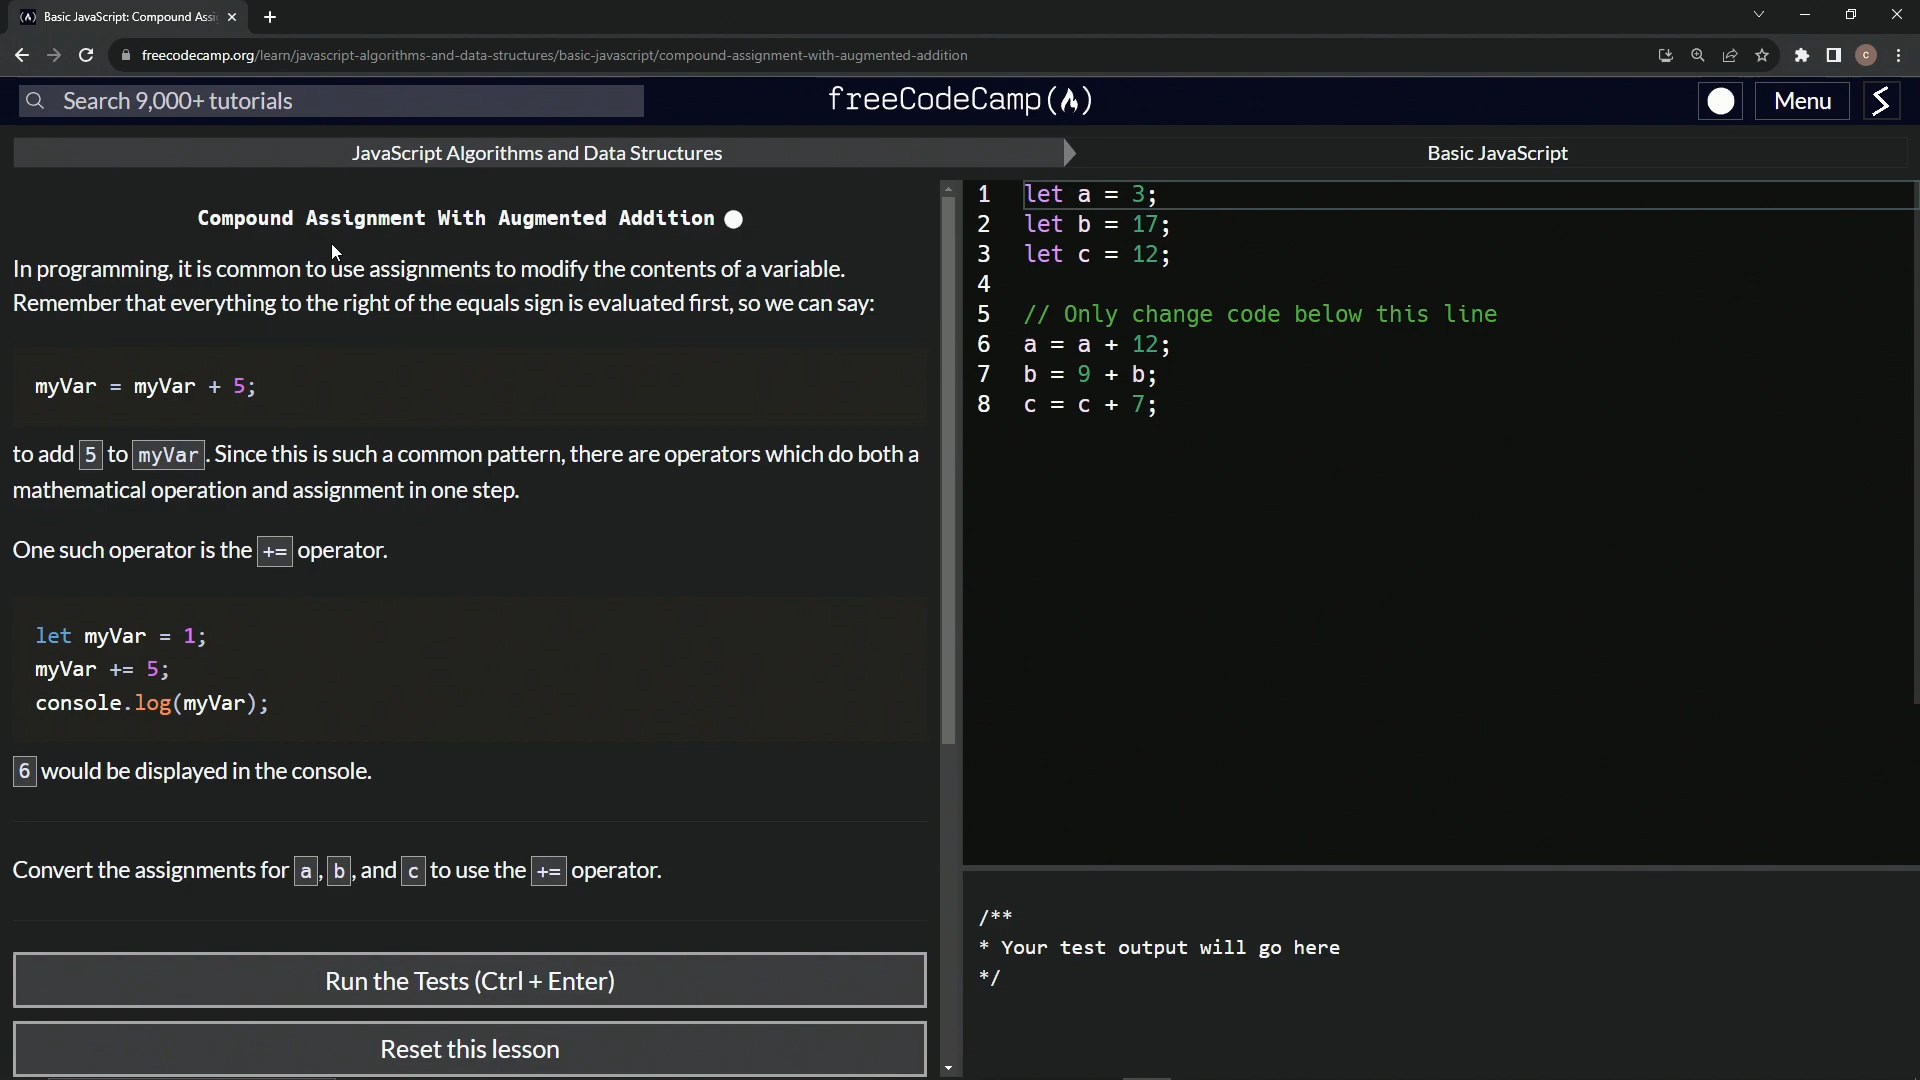 Basic JavaScript: Compound Assi
freecodecamp.org/learn/javascript-algorithms-and-data-structures/basic-javascript/compound-assignment-with-augmented-addition
c
Search 9,000+ tutorials
freeCodeCamp
Menu
JavaScript Algorithms and Data Structures
Basic JavaScript
Compound Assignment With Augmented Addition
In programming, it is common to use assignments to modify the contents of a variable.
Remember that everything to the right of the equals sign is evaluated first, so we can say:
myVar = myVar + 5;
to add 5 to myVar. Since this is such a common pattern, there are operators which do both a
mathematical operation and assignment in one step.
One such operator is the += operator.
let myVar = 1;
myVar += 5;
console.log(myVar);
6 would be displayed in the console.
Convert the assignments for a, b, and c to use the += operator.
Run the Tests (Ctrl + Enter)
Reset this lesson
1 let a = 3;
2 let b = 17;
3 let c = 12;
4
5 // Only change code below this line
6 a = a + 12;
7 b = 9 + b;
8 c = c + 7;
/**
* Your test output will go here
*/